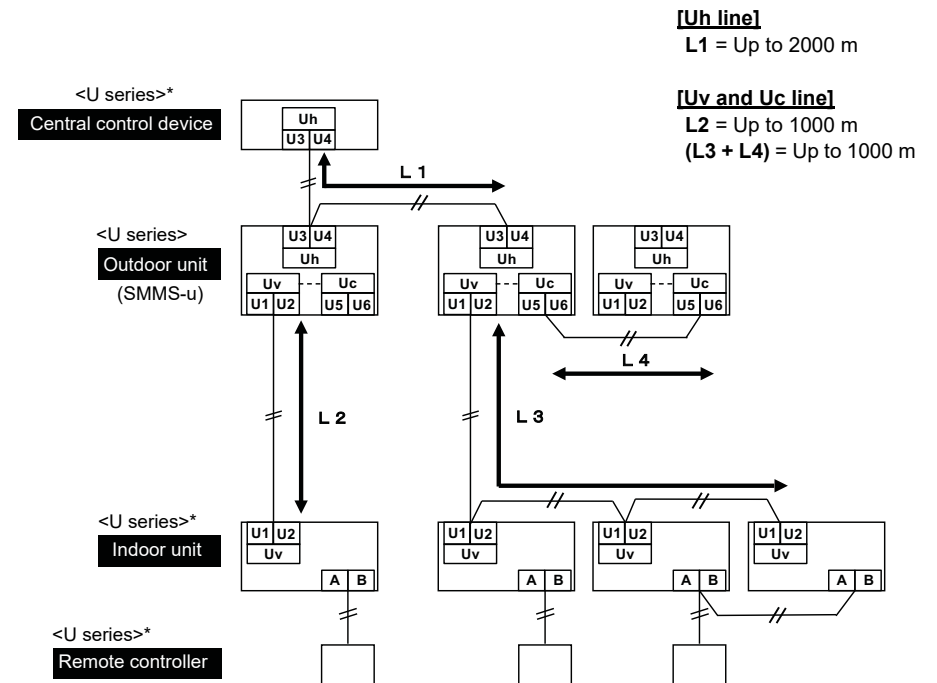 [Uh line]
L1 = Up to 2000 m
[Uv and Uc line]
L2 = Up to 1000 m
(L3 + L4) = Up to 1000 m
<U series>*
Central control device
Uh
U3 U4
L 1
<U series>
Outdoor unit
(SMMS-u)
U3 U4
Uh
Uv Uc
U1 U2 U5 U6
U3 U4
Uh
Uv Uc
U1 U2 U5 U6
U3 U4
Uh
Uv Uc
U1 U2 U5 U6
L 4
L 2
L 3
<U series>*
Indoor unit
U1 U2
Uv
A B
U1 U2
Uv
A B
U1 U2
Uv
A B
U1 U2
Uv
A B
<U series>*
Remote controller